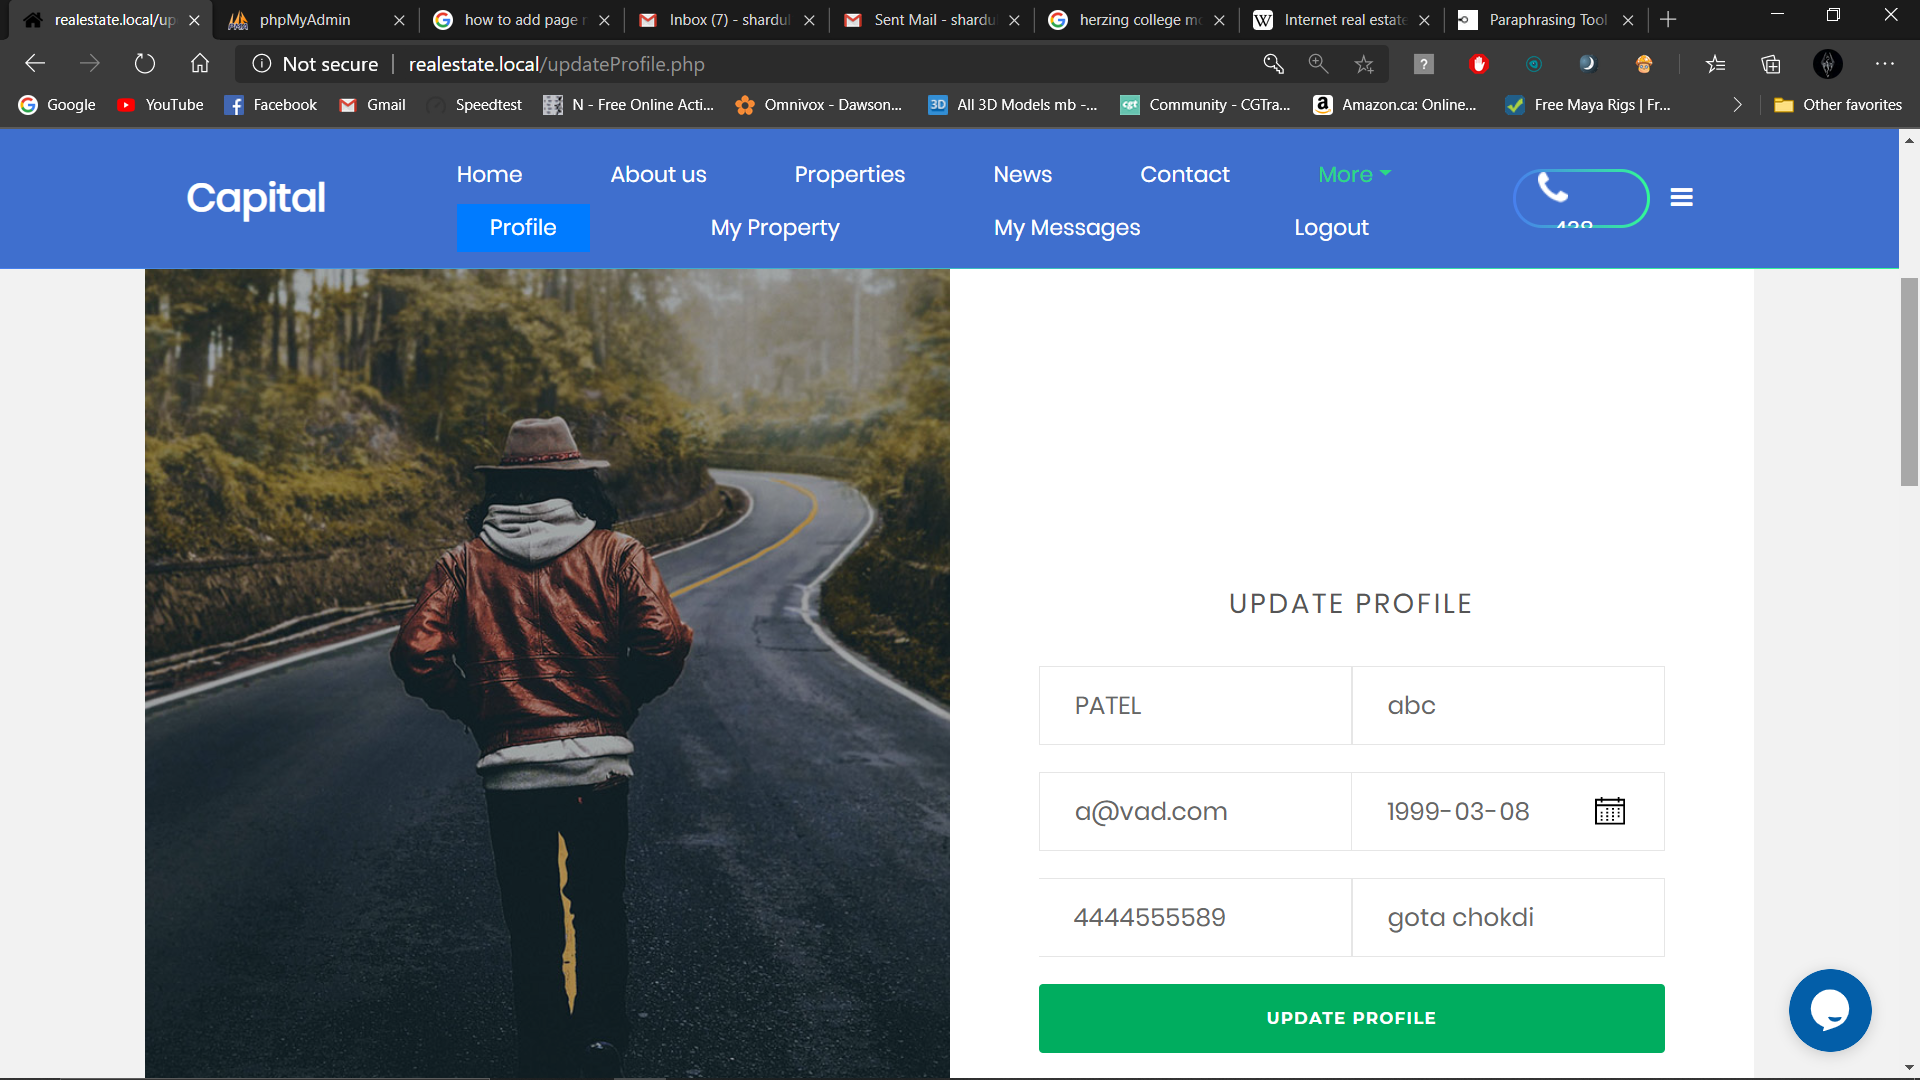 realestate.local/up
phpMyAdmin
how to add page
Inbox (7) - shardul
Sent Mail - shardul
herzing college mo
Internet real estate
Paraphrasing Tool
Not secure
realestate.local/updateProfile.php
Google
YouTube
Facebook
Gmail
Speedtest
N - Free Online Acti...
Omnivox - Dawson...
3D
All 3D Models mb -...
cgt
Community - CGTra...
Amazon.ca: Online...
Free Maya Rigs | Fr...
Other favorites
Capital
Home
About us
Properties
News
Contact
More
Profile
My Property
My Messages
Logout
UPDATE PROFILE
PATEL
abc
a@vad.com
1999-03-08
4444555589
gota chokdi
UPDATE PROFILE